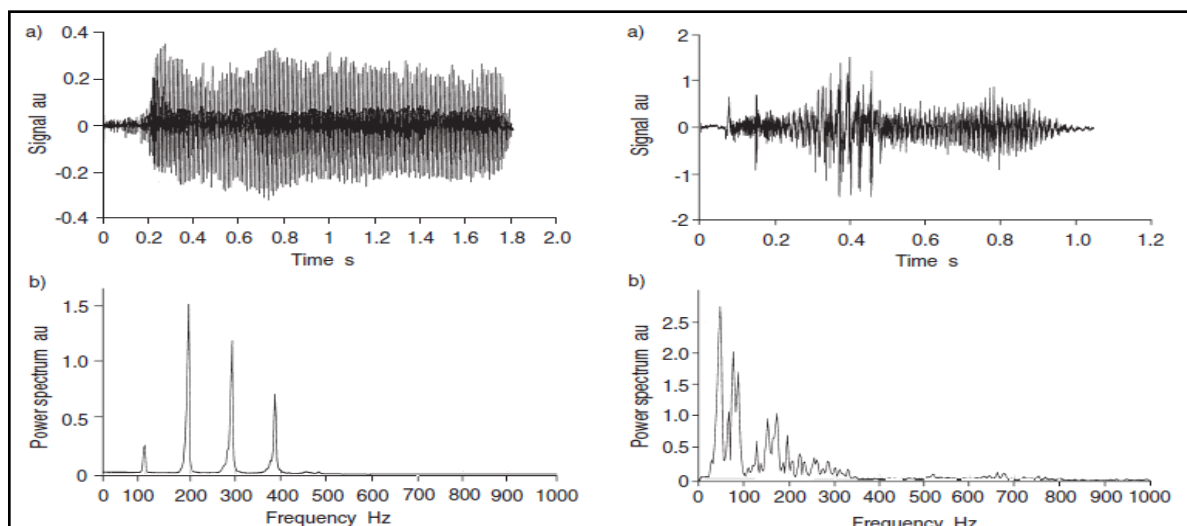 a)
0.4
0.2
0
-0.2
-0.4
Signal au
0 0.2 0.4 0.6 0.8 1 1.2 1.4 1.6 1.8 2.0
Time s
b)
1.5
1.0
0.5
0
Power spectrum au
0 100 200 300 400 500 600 700 800 900 1000
Frequency Hz
a)
2
1
0
-1
-2
Signal au
0 0.2 0.4 0.6 0.8 1.0 1.2
Time s
b)
2.5
2.0
1.5
1.0
0.5
0
Power spectrum au
0 100 200 300 400 500 600 700 800 900 1000
Frequency Hz